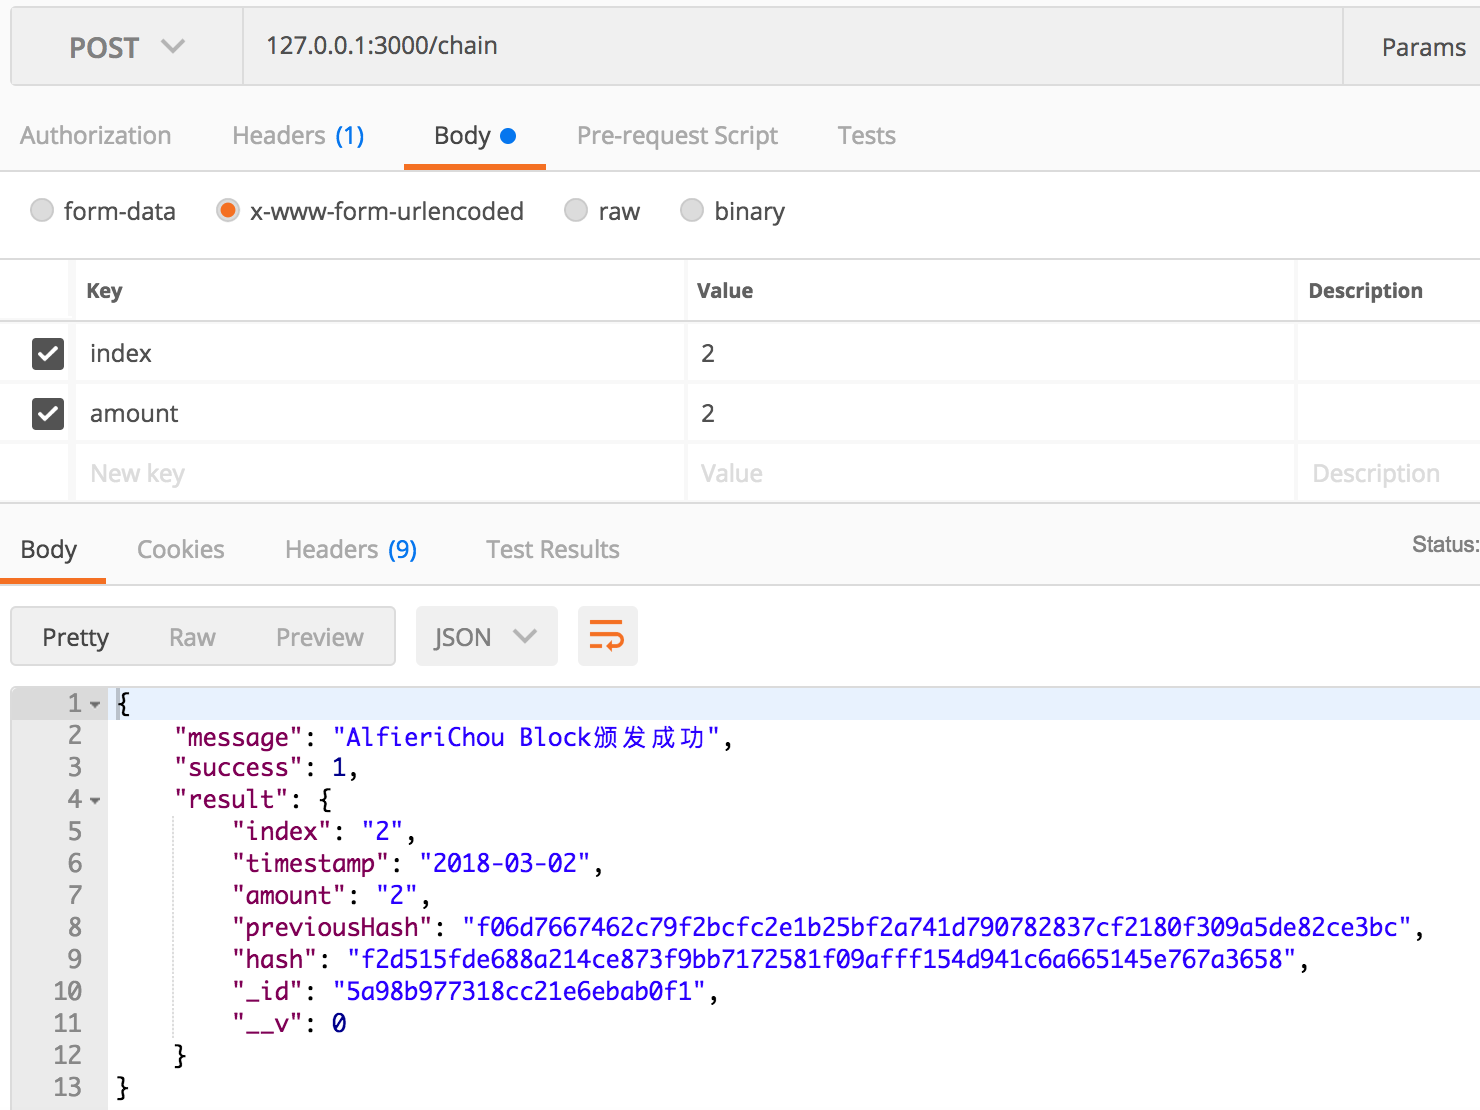 POST 127.0.0.1:3000/chain Params
Authorization Headers (1) Body Pre-request Script Tests
form-data x-www-form-urlencoded raw binary
Key Value Description
index 2
amount 2
New key Value Description
Body Cookies Headers (9) Test Results Status:
Pretty Raw Preview JSON
1 {
2 "message": "AlfieriChou Block颁发成功",
3 "success": 1,
4 "result": {
5 "index": "2",
6 "timestamp": "2018-03-02",
7 "amount": "2",
8 "previousHash": "f06d7667462c79f2bcfc2e1b25bf2a741d790782837cf2180f309a5de82ce3bc",
9 "hash": "f2d515fde688a214ce873f9bb7172581f09afff154d941c6a665145e767a3658",
10 "_id": "5a98b977318cc21e6ebab0f1",
11 "__v": 0
12 }
13 }